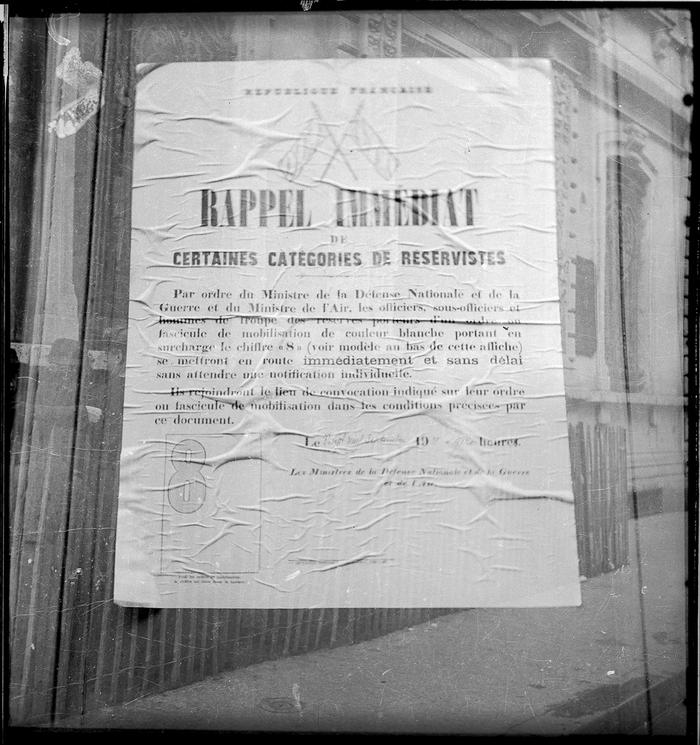 REPUBLIQUE FRANÇAISE
RAPPEL IMMÉDIAT
DE
CERTAINES CATÉGORIES DE RÉSERVISTES
Par ordre du Ministre de la Défense Nationale et de la
Guerre et du Ministre de l'Air, les officiers, sous-officiers et
hommes de troupe des réserves porteurs d'un ordre ou
fascicule de mobilisation de couleur blanche portant en
surcharge le chiffre « 8 » (voir modèle au bas de cette affiche)
se mettront en route immédiatement et sans délai
sans attendre une notification individuelle.
Ils rejoindront le lieu de convocation indiqué sur leur ordre
ou fascicule de mobilisation dans les conditions précisées par
ce document.
Le 19 heures.
Les Ministres de la Défense Nationale et de la Guerre
et de l'Air.